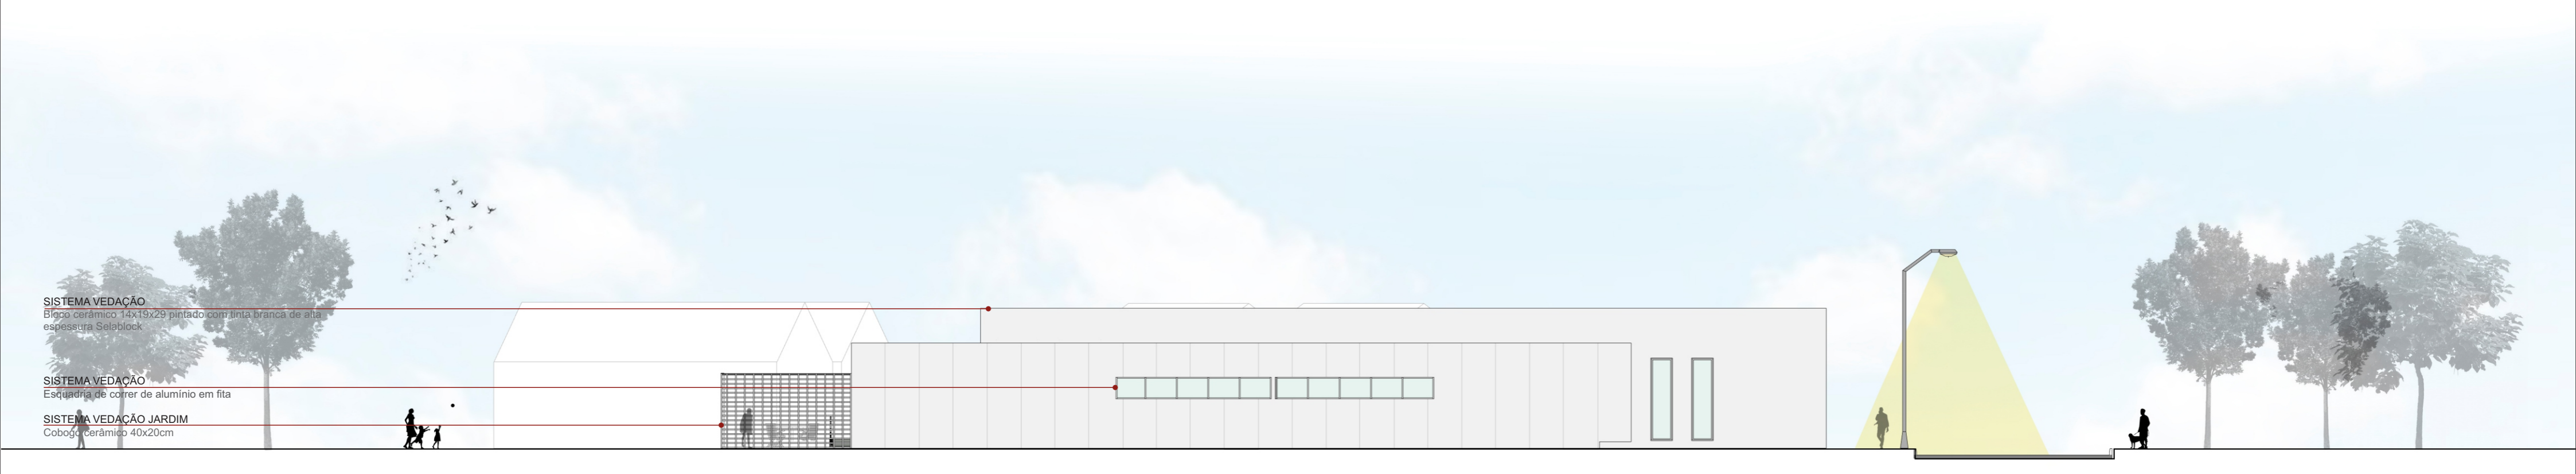 SISTEMA VEDAÇÃO
Bloco cerâmico 14x19x29 pintado com tinta branca de alta
espessura Selablock
SISTEMA VEDAÇÃO
Esquadria de correr de alumínio em fita
SISTEMA VEDAÇÃO JARDIM
Cobogó cerâmico 40x20cm